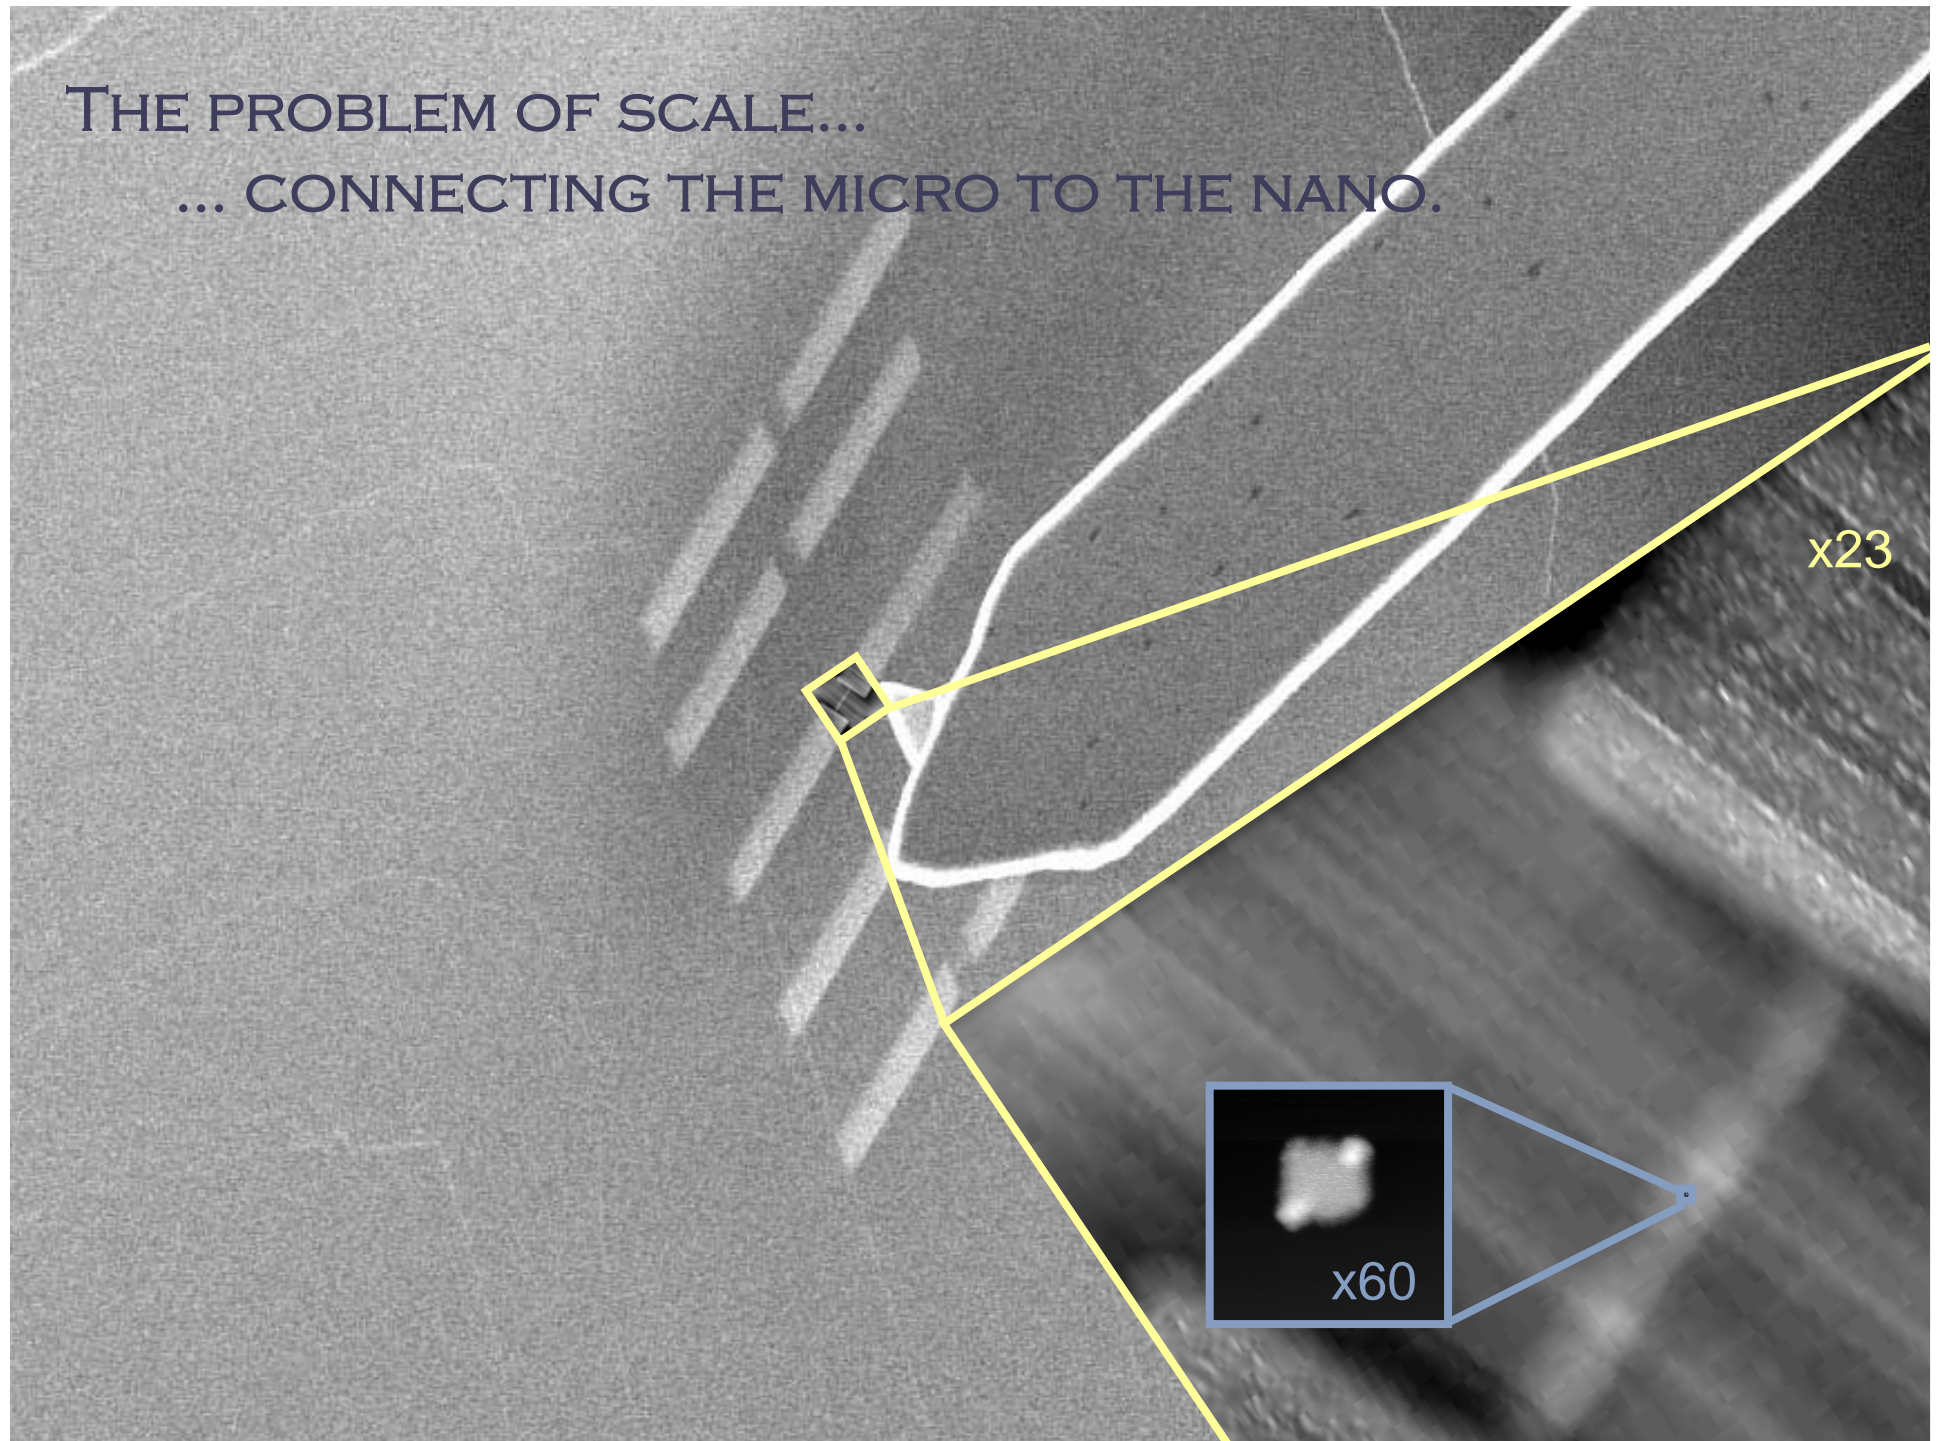 The problem of scale...
... connecting the micro to the nano.
x23
x60